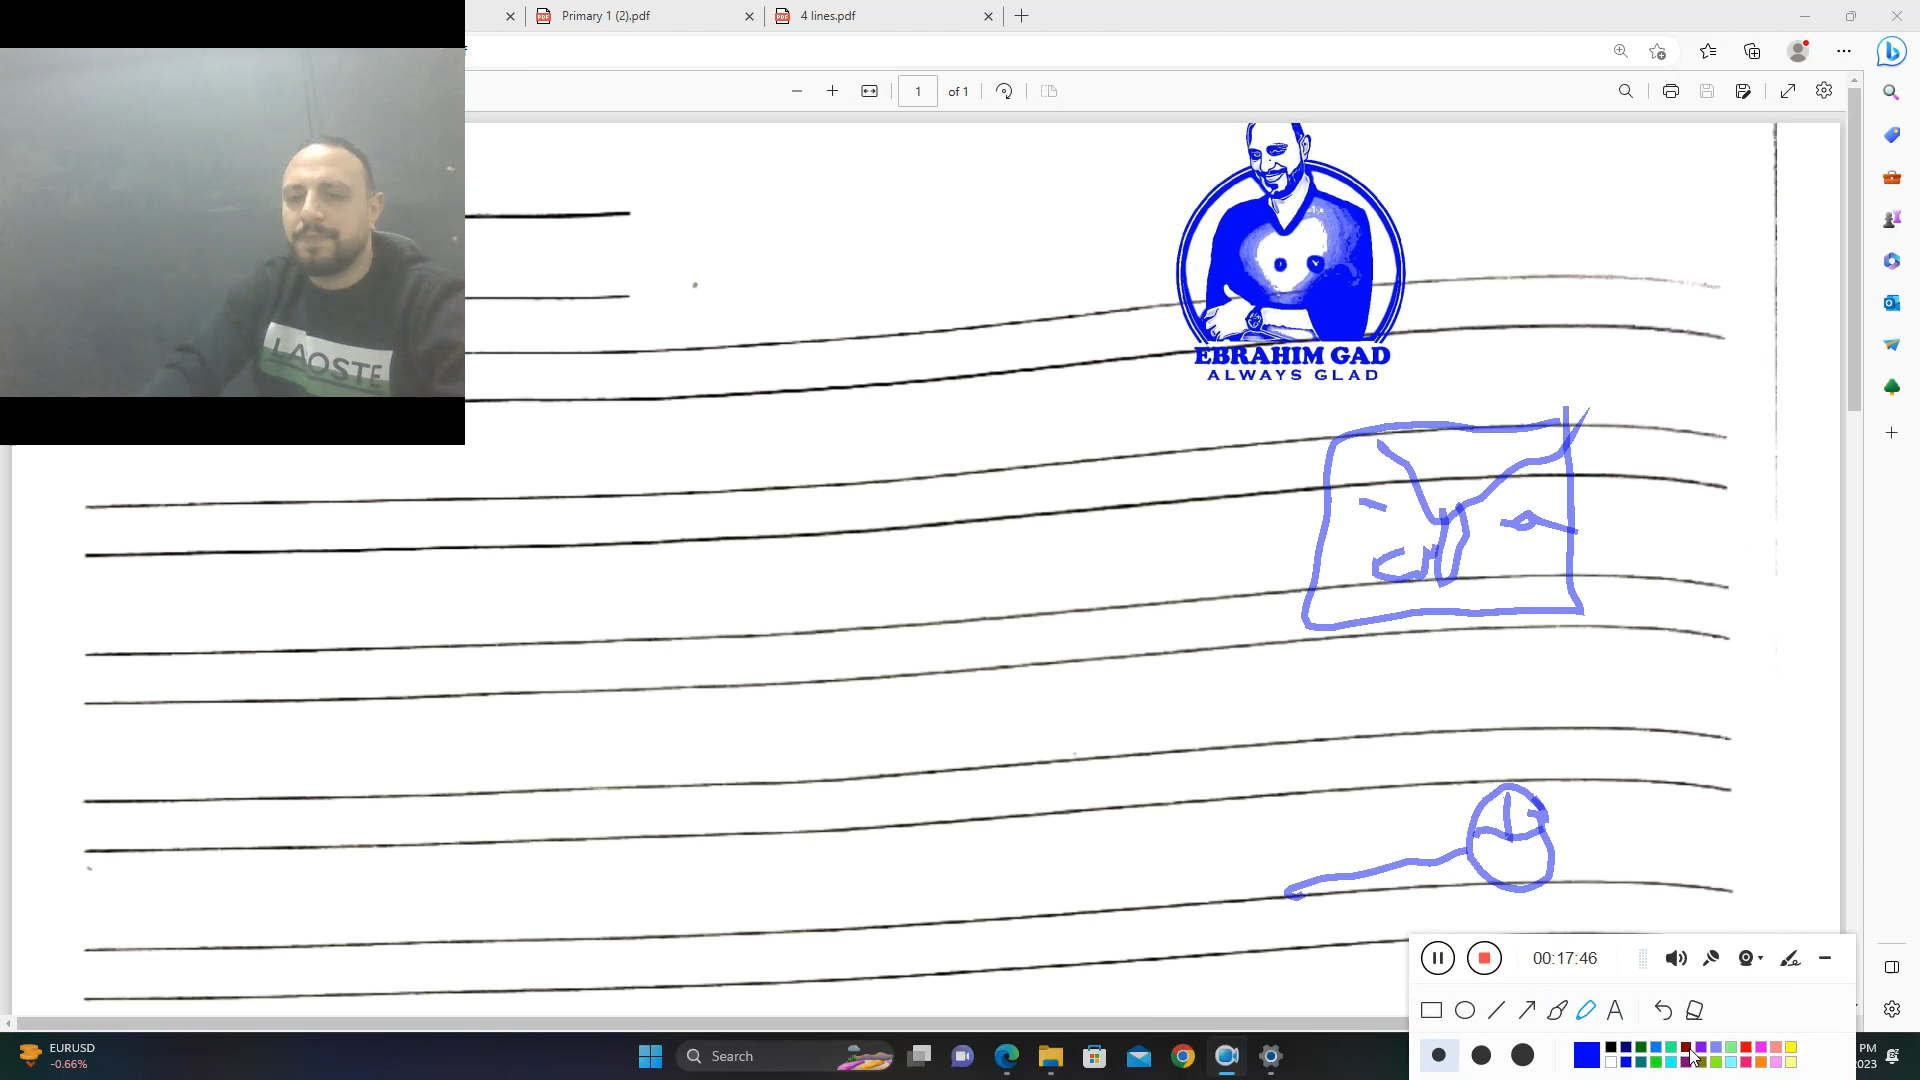 Primary 1 (2).pdf
4 lines.pdf
1
of 1
LAOSTE
EBRAHIM GAD
ALWAYS GLAD
00:17:46
EURUSD
-0.66%
Search
PM
2023